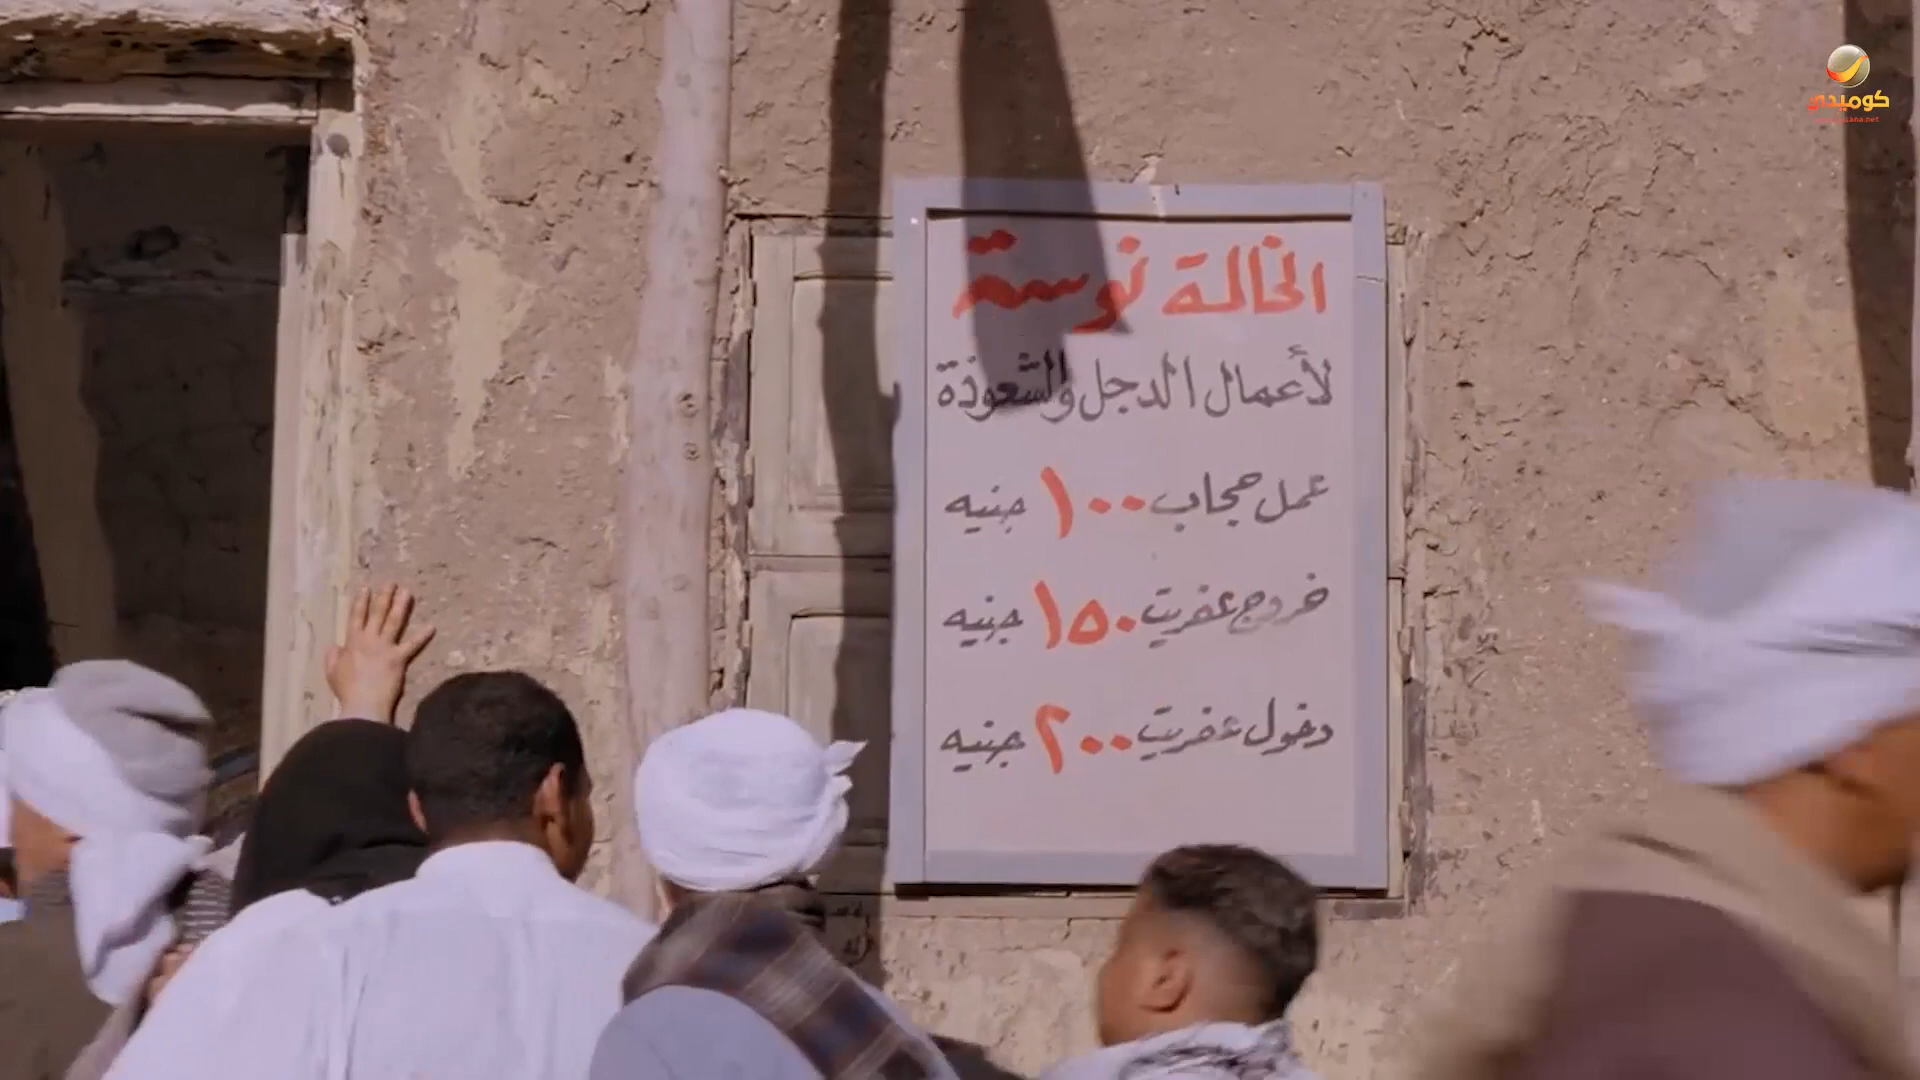 كوميدي
الخالة نوسة
لأعمال الدجل والشعوذة
عمل حجاب ١٠٠ جنيه
خروج عفريت ١٥٠ جنيه
دخول عفريت ٢٠٠ جنيه